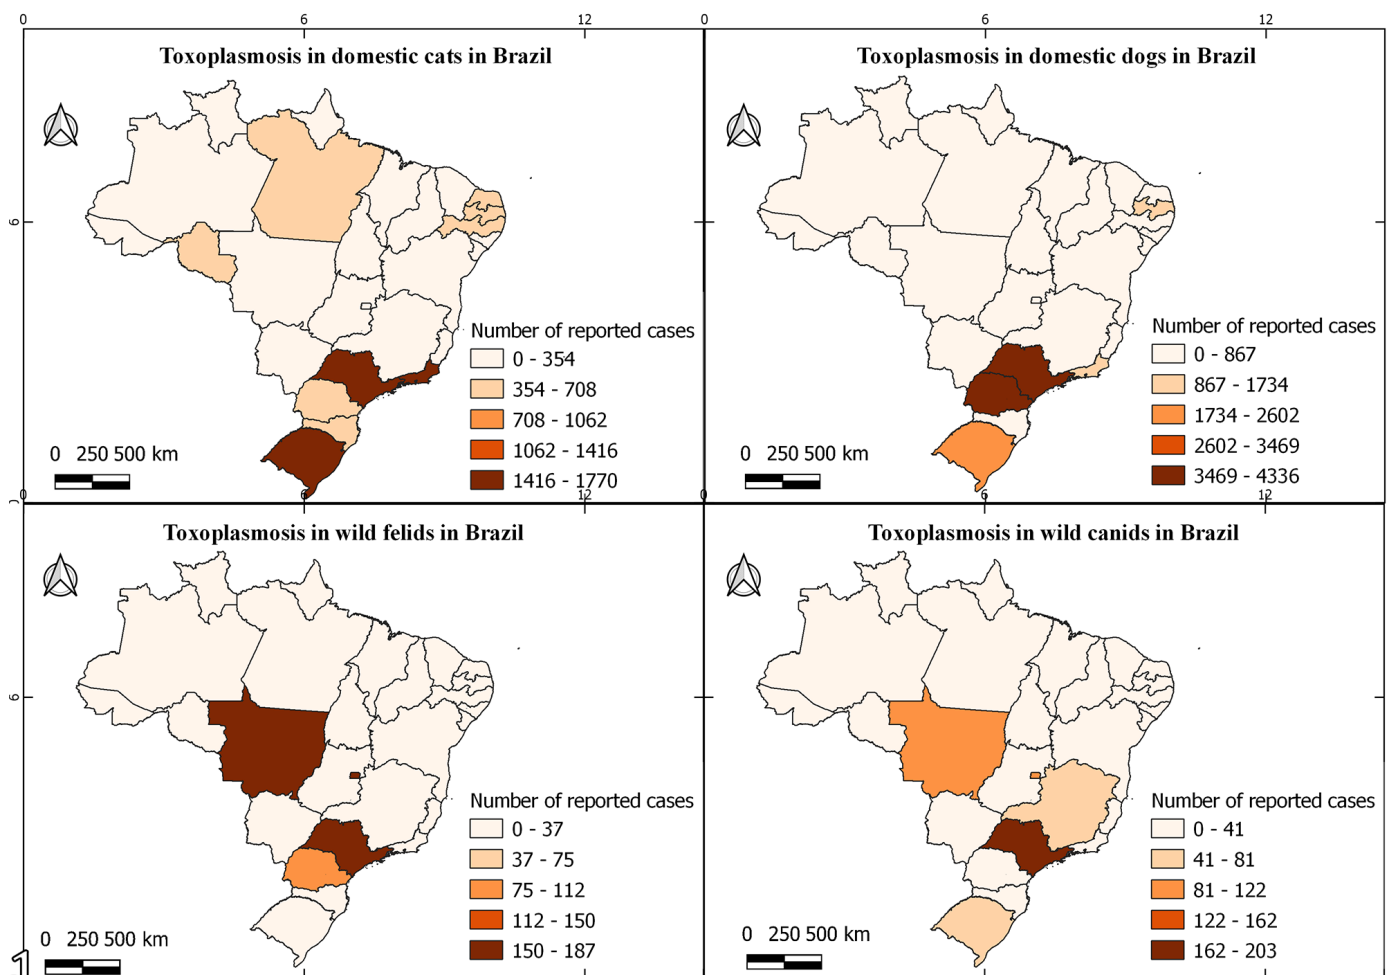 0 6 12 0 6 12
Toxoplasmosis in domestic cats in Brazil
6
Number of reported cases
0 - 354
354 - 708
708 - 1062
1062 - 1416
1416 - 1770
0 250 500 km
Toxoplasmosis in domestic dogs in Brazil
Number of reported cases
0 - 867
867 - 1734
1734 - 2602
2602 - 3469
3469 - 4336
0 250 500 km
0 6 12 0 6 12
Toxoplasmosis in wild felids in Brazil
6
Number of reported cases
0 - 37
37 - 75
75 - 112
112 - 150
150 - 187
0 250 500 km
Toxoplasmosis in wild canids in Brazil
Number of reported cases
0 - 41
41 - 81
81 - 122
122 - 162
162 - 203
0 250 500 km